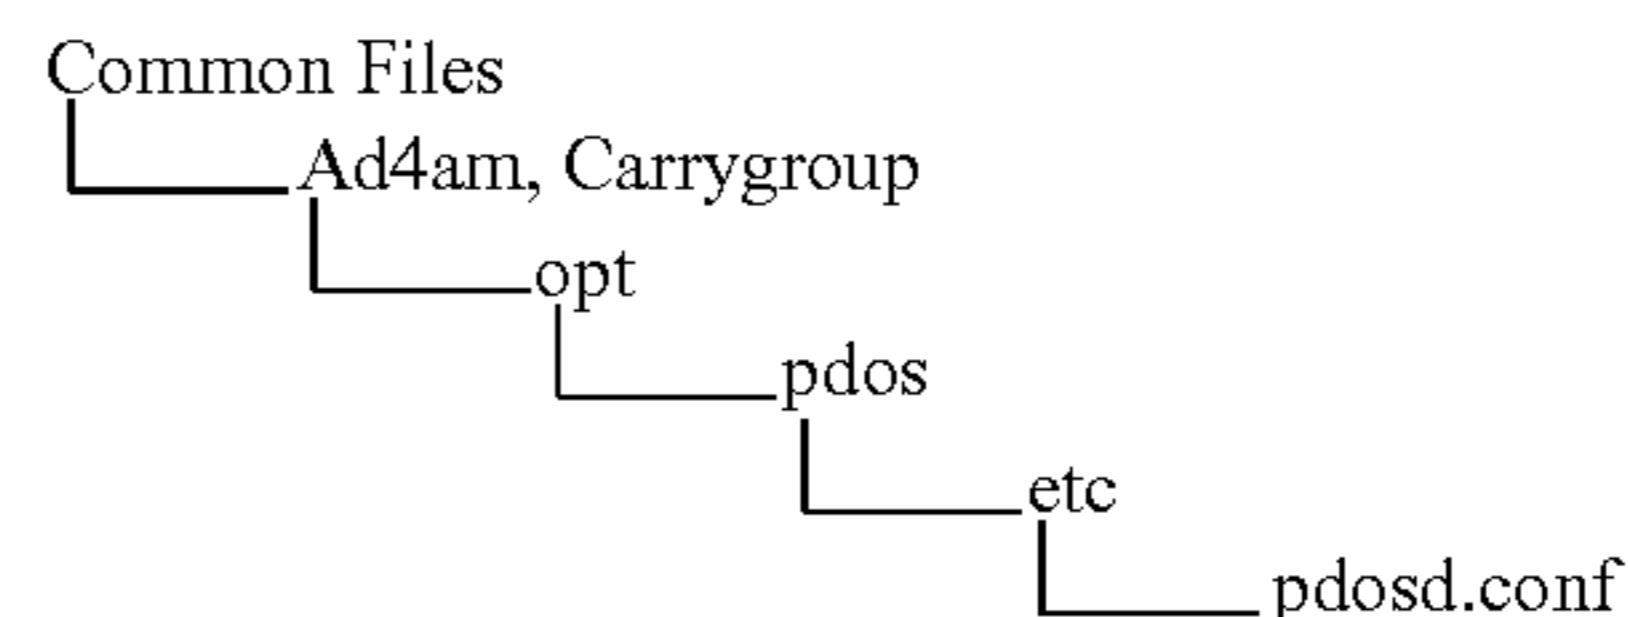 Common Files
Ad4am, Carrygroup
opt
pdos
etc
pdosd.conf